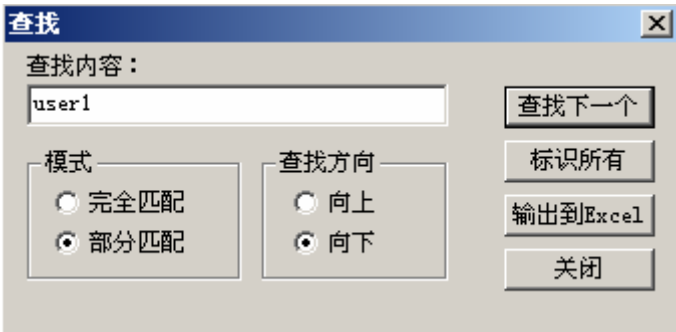 查找
查找内容：
user1
查找下一个
模式
完全匹配
部分匹配
查找方向
向上
向下
标识所有
输出到Excel
关闭